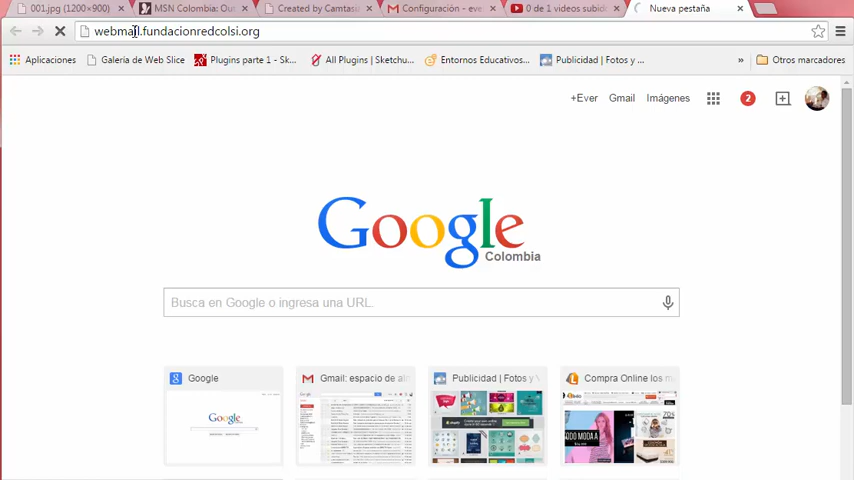 001.jpg (1200×900)
MSN Colombia: Out
Created by Camtasi
Configuración - eve
0 de 1 videos subid
Nueva pestaña
webmail.fundacionredcolsi.org
Aplicaciones
Galería de Web Slice
Plugins parte 1 - Sk...
All Plugins | Sketchu...
Entornos Educativos...
Publicidad | Fotos y ...
»
Otros marcadores
+Ever Gmail Imágenes 2
Google
Colombia
Busca en Google o ingresa una URL.
Google
Gmail: espacio de alm
Publicidad | Fotos y V
Compra Online los m